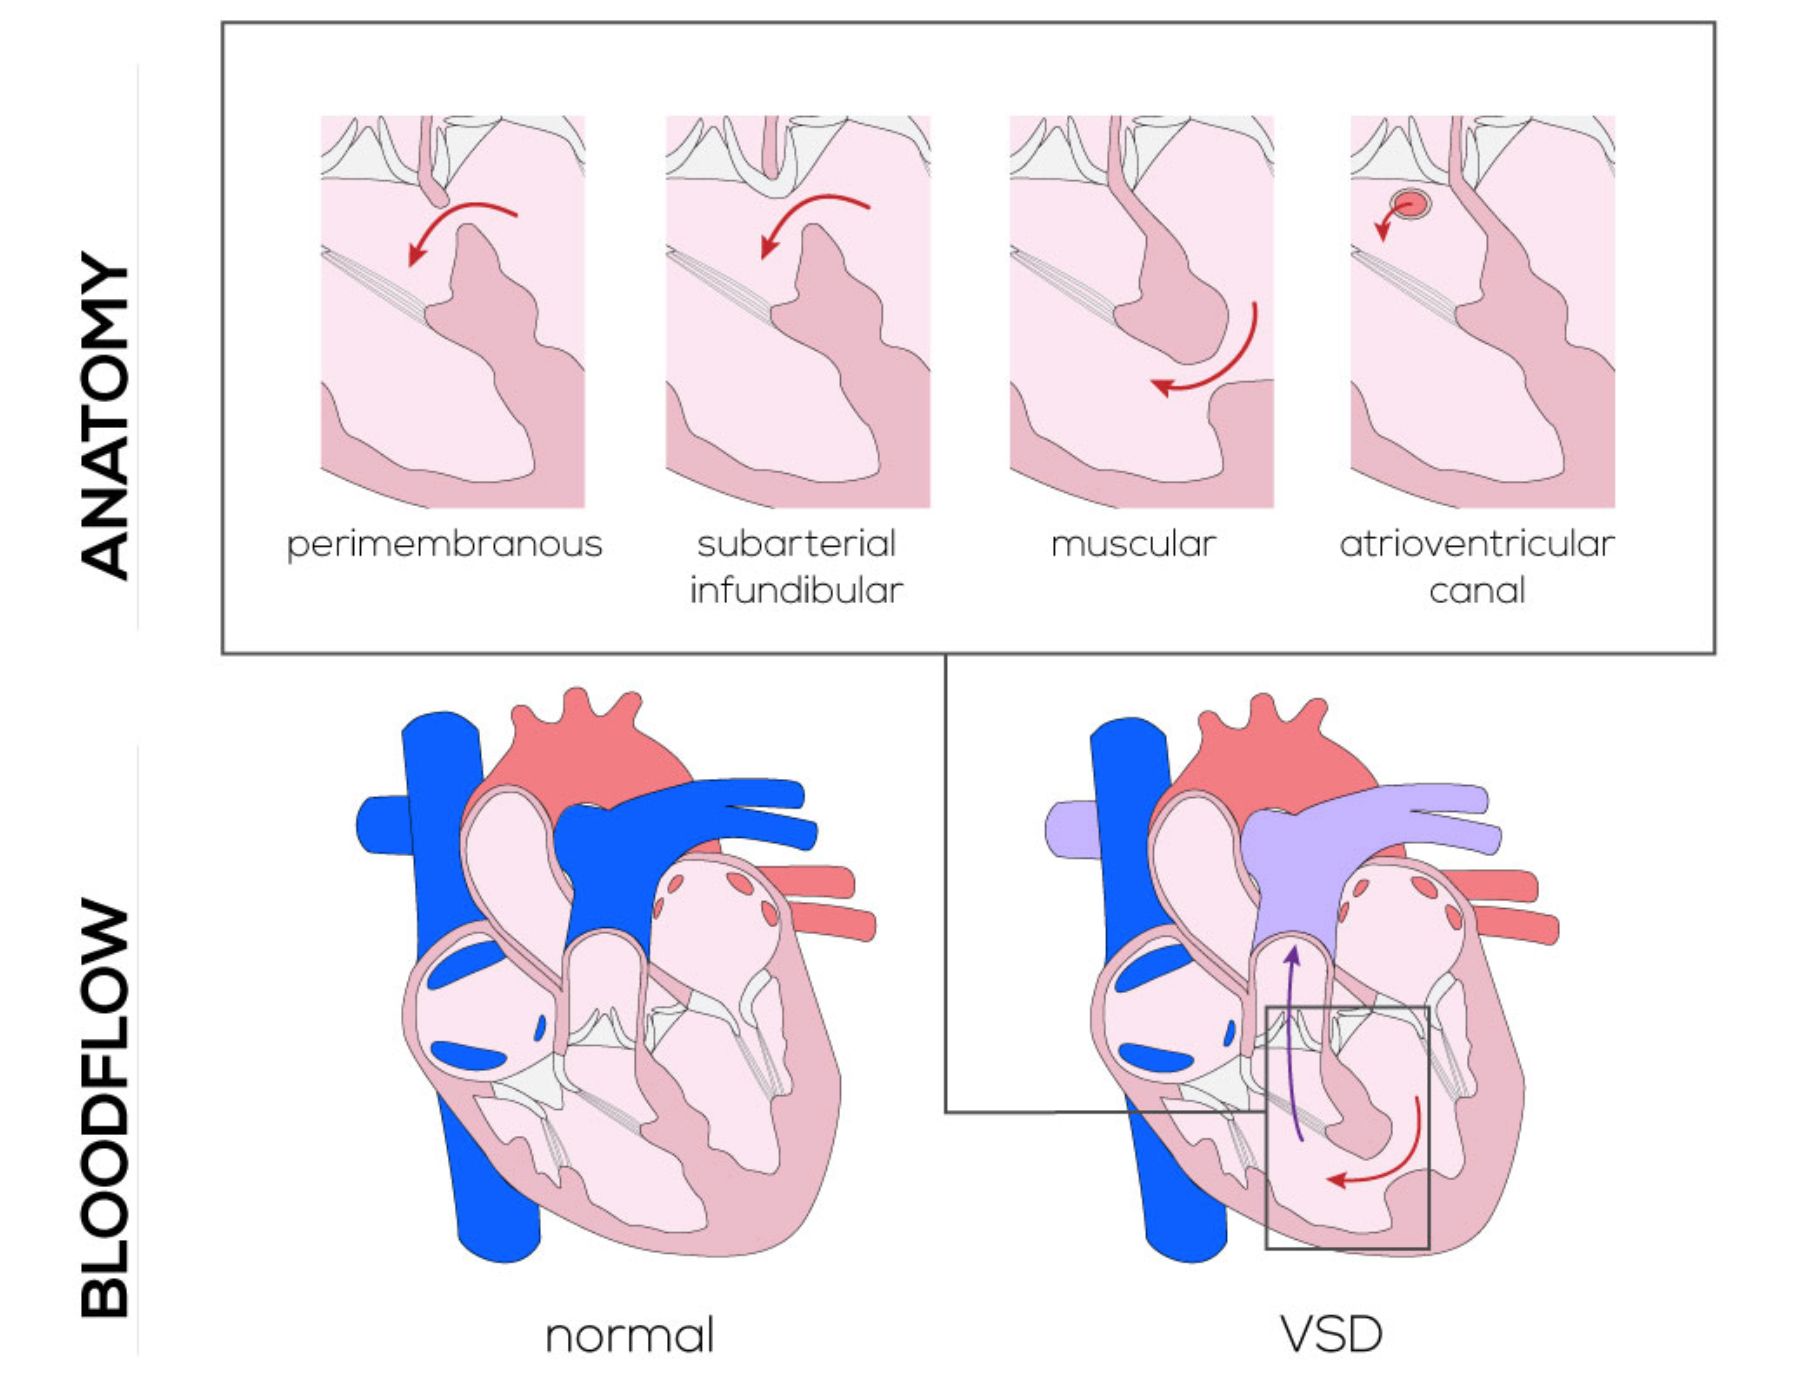 ANATOMY
perimembranous
subarterial
infundibular
muscular
atrioventricular
canal
BLOODFLOW
normal
VSD